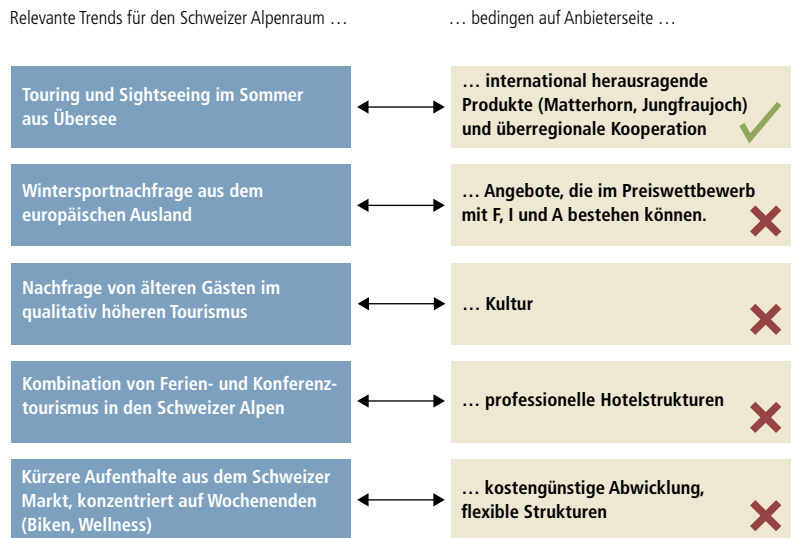 Relevante Trends für den Schweizer Alpenraum …
… bedingen auf Anbieterseite …
Touring und Sightseeing im Sommer
aus Übersee
… international herausragende
Produkte (Matterhorn, Jungfraujoch)
und überregionale Kooperation
Wintersportnachfrage aus dem
europäischen Ausland
… Angebote, die im Preiswettbewerb
mit F, I und A bestehen können.
Nachfrage von älteren Gästen im
qualitativ höheren Tourismus
… Kultur
Kombination von Ferien- und Konferenz-
tourismus in den Schweizer Alpen
… professionelle Hotelstrukturen
Kürzere Aufenthalte aus dem Schweizer
Markt, konzentriert auf Wochenenden
(Biken, Wellness)
… kostengünstige Abwicklung,
flexible Strukturen